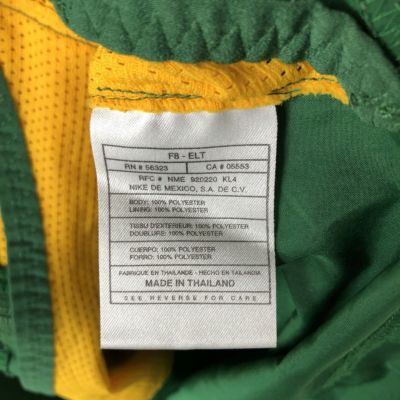 F8 - ELT
RN # 56323 CA # 05553
RFC # NME 920220 KL4
NIKE DE MEXICO, S.A. DE C.V.
BODY: 100% POLYESTER
LINING: 100% POLYESTER
TISSU D'EXTERIEUR: 100% POLYESTER
DOUBLURE: 100% POLYESTER
CUERPO: 100% POLYESTER
FORRO: 100% POLYESTER
FABRIQUE EN THAILANDE - HECHO EN TAILANDIA
MADE IN THAILAND
SEE REVERSE FOR CARE